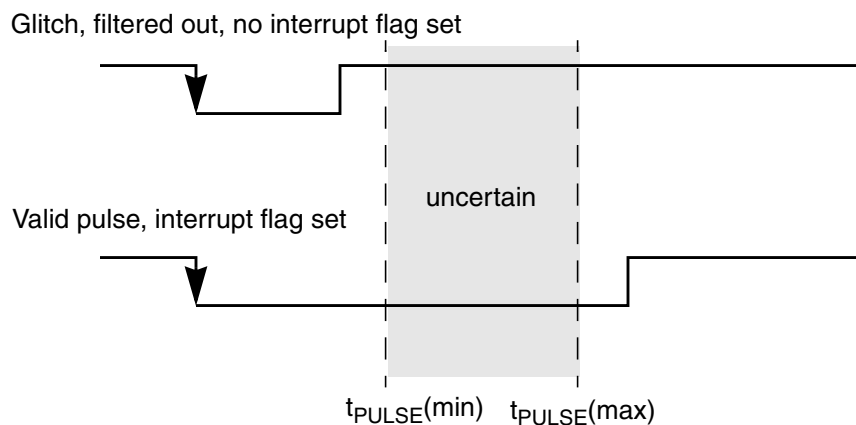 Glitch, filtered out, no interrupt flag set
uncertain
Valid pulse, interrupt flag set
tPULSE(min) tPULSE(max)